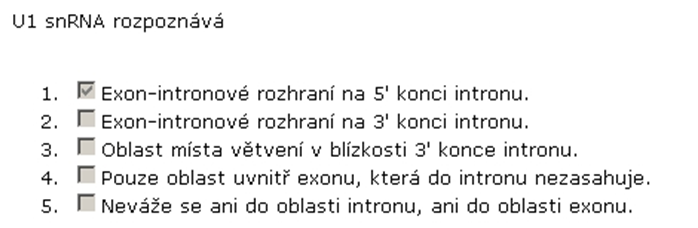 U1 snRNA rozpoznává
1. Exon-intronové rozhraní na 5' konci intronu.
2. Exon-intronové rozhraní na 3' konci intronu.
3. Oblast místa větvení v blízkosti 3' konce intronu.
4. Pouze oblast uvnitř exonu, která do intronu nezasahuje.
5. Neváže se ani do oblasti intronu, ani do oblasti exonu.